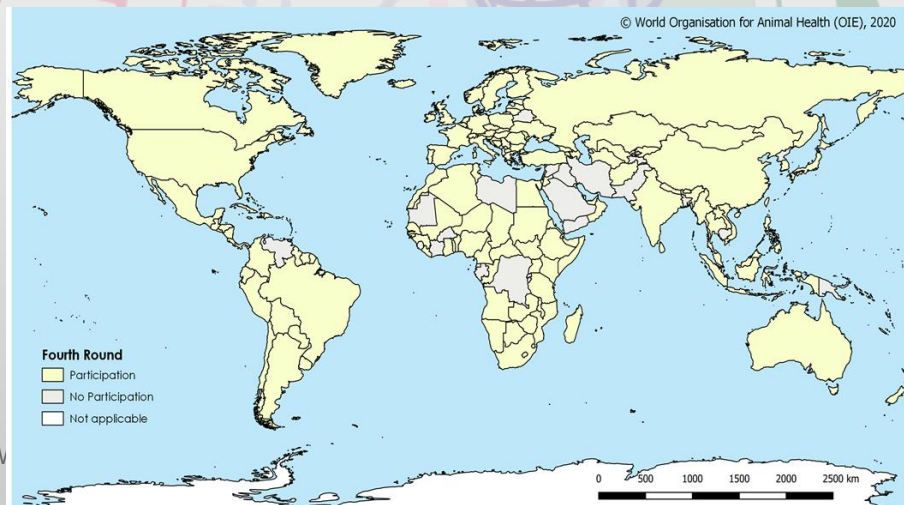 © World Organisation for Animal Health (OIE), 2020
Fourth Round
Participation
No Participation
Not applicable
0 500 1000 1500 2000 2500 km